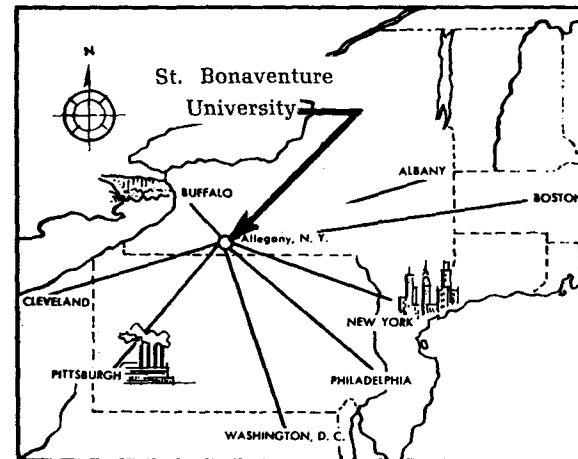 N
St. Bonaventure
University
ALBANY
BUFFALO
BOSTON
Allegany, N. Y.
CLEVELAND
NEW YORK
PITTSBURGH
PHILADELPHIA
WASHINGTON, D. C.